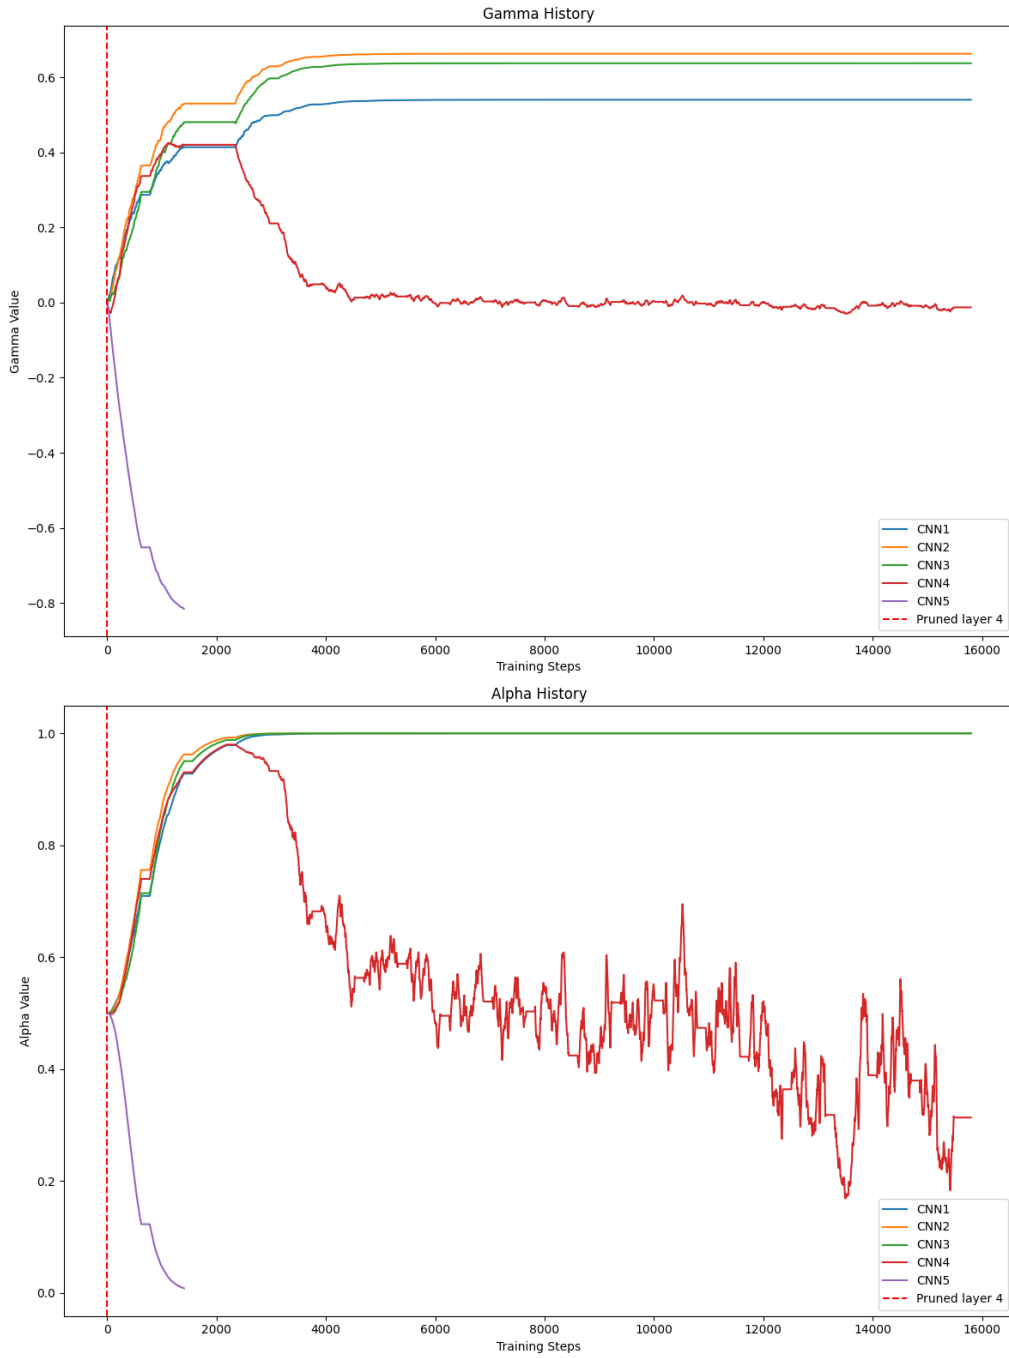 Gamma History
Gamma Value
0.6
0.4
0.2
0.0
−0.2
−0.4
−0.6
−0.8
CNN1
CNN2
CNN3
CNN4
CNN5
Pruned layer 4
0 2000 4000 6000 8000 10000 12000 14000 16000
Training Steps
Alpha History
Alpha Value
1.0
0.8
0.6
0.4
0.2
0.0
CNN1
CNN2
CNN3
CNN4
CNN5
Pruned layer 4
0 2000 4000 6000 8000 10000 12000 14000 16000
Training Steps